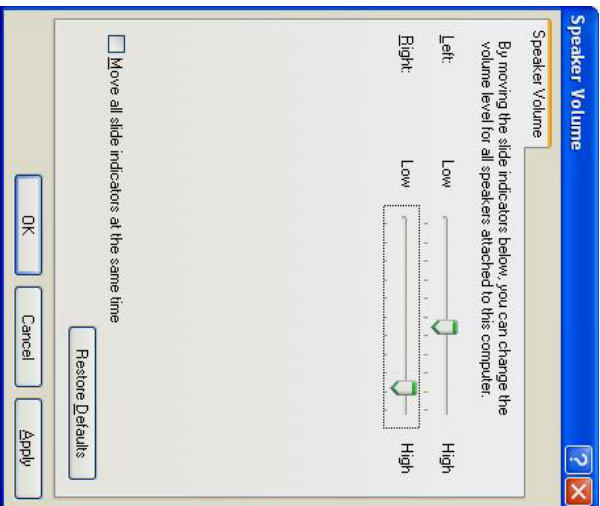 Speaker Volume
Speaker Volume
By moving the slide indicators below, you can change the
volume level for all speakers attached to this computer.
Left: Low High
Right: Low High
Move all slide indicators at the same time
Restore Defaults
OK Cancel Apply